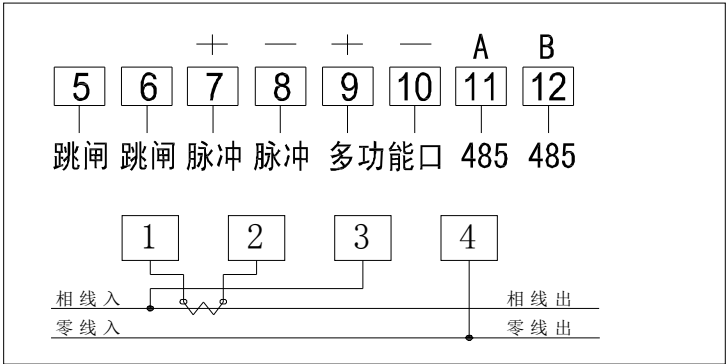 + — + — A B
5 6 7 8 9 10 11 12
跳闸 跳闸 脉冲 脉冲 多功能口 485 485
1 2 3 4
相线入 相线出
零线入 零线出